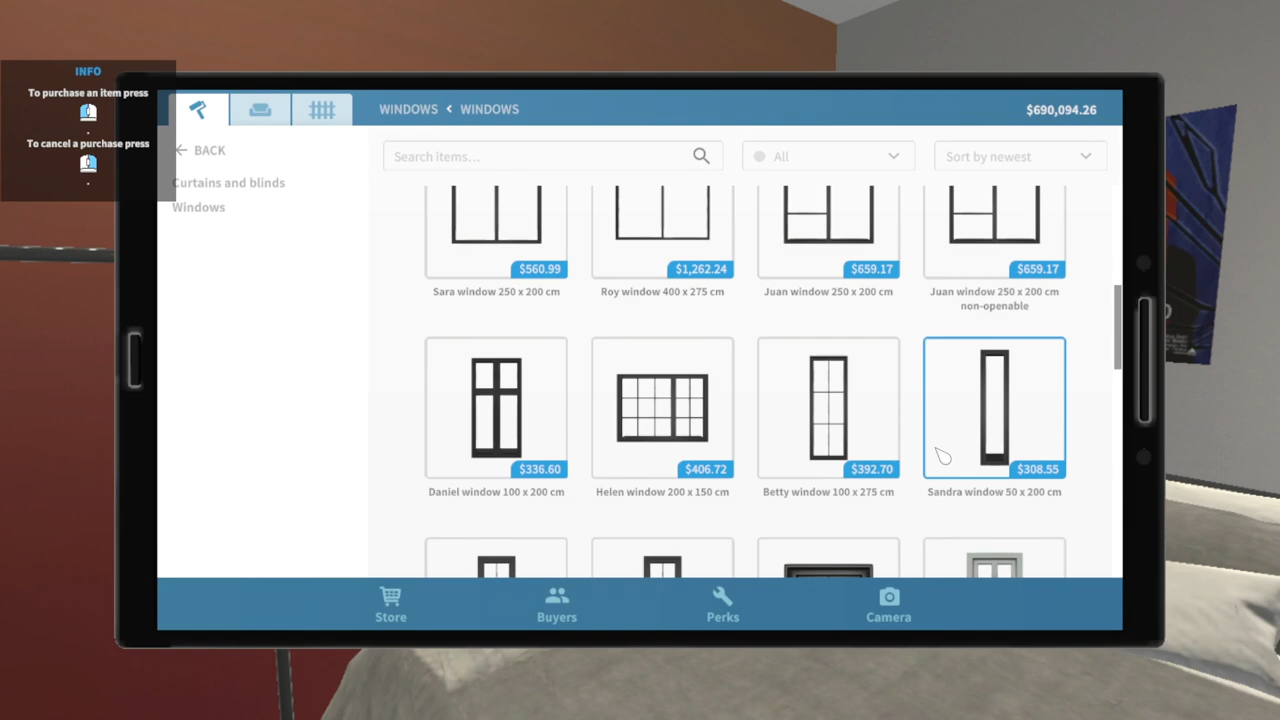 INFO
To purchase an item press
.
To cancel a purchase press
.
WINDOWS < WINDOWS
$690,094.26
BACK
Curtains and blinds
Windows
Search items...
All
Sort by newest
$560.99
$1,262.24
$659.17
$659.17
Sara window 250 x 200 cm
Roy window 400 x 275 cm
Juan window 250 x 200 cm
Juan window 250 x 200 cm
non-openable
$336.60
$406.72
$392.70
$308.55
Daniel window 100 x 200 cm
Helen window 200 x 150 cm
Betty window 100 x 275 cm
Sandra window 50 x 200 cm
Store
Buyers
Perks
Camera